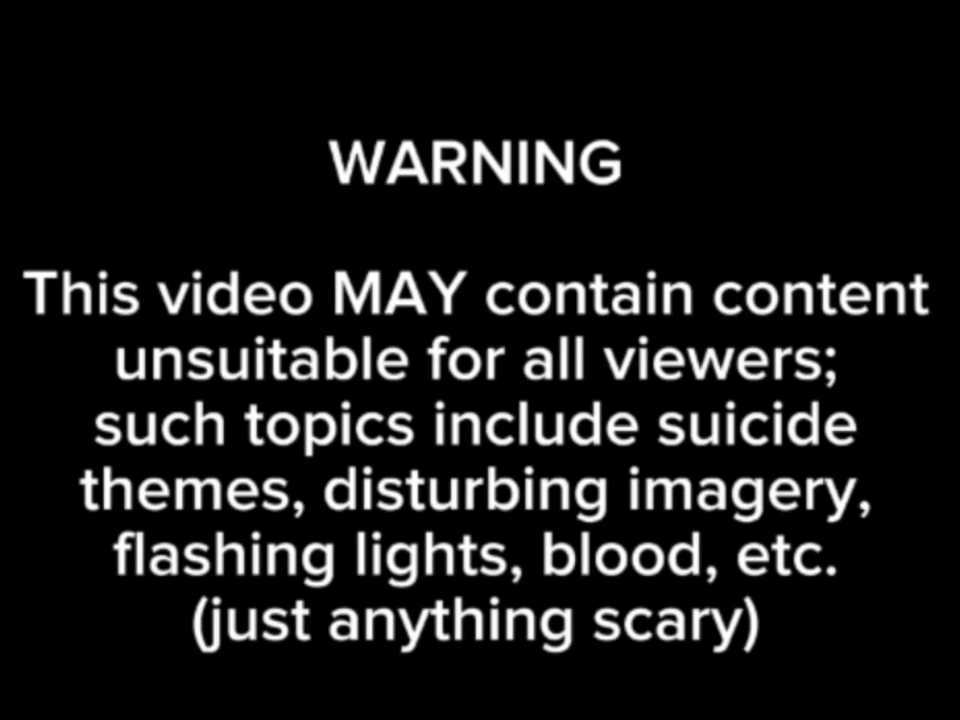 WARNING
This video MAY contain content
unsuitable for all viewers;
such topics include suicide
themes, disturbing imagery,
flashing lights, blood, etc.
(just anything scary)